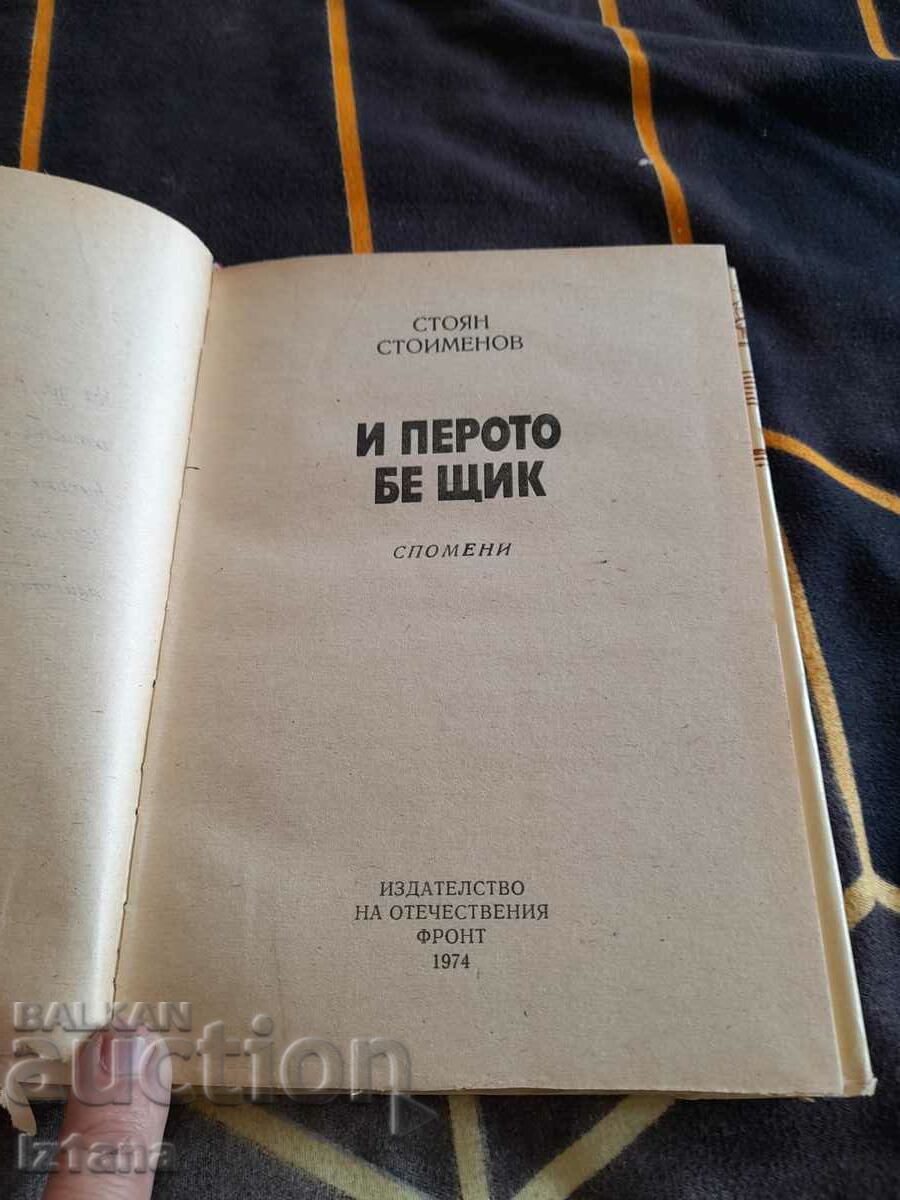 СТОЯН
СТОИМЕНОВ
И ПЕРОТО
БЕ ЩИК
СПОМЕНИ
ИЗДАТЕЛСТВО
НА ОТЕЧЕСТВЕНИЯ
ФРОНТ
1974
BALKAN
auction
Iztana